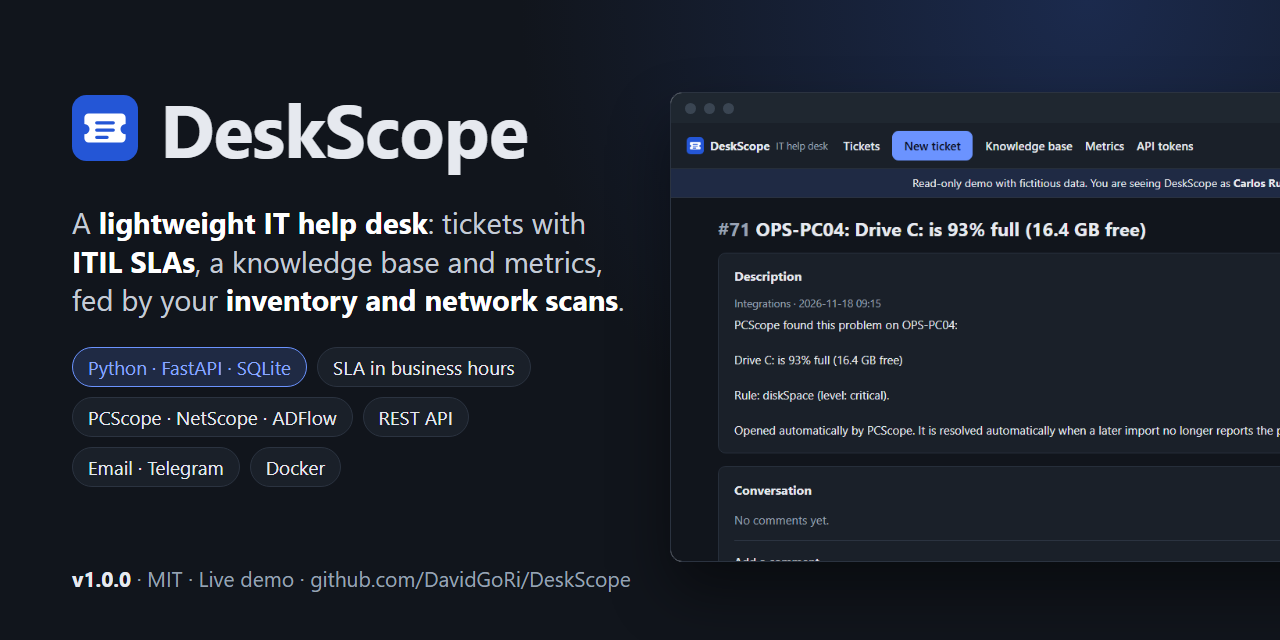 DeskScope
A lightweight IT help desk: tickets with
ITIL SLAs, a knowledge base and metrics,
fed by your inventory and network scans.
Python · FastAPI · SQLite
SLA in business hours
PCScope · NetScope · ADFlow
REST API
Email · Telegram
Docker
v1.0.0 · MIT · Live demo · github.com/DavidGoRi/DeskScope
DeskScope IT help desk Tickets New ticket Knowledge base Metrics API tokens
Read-only demo with fictitious data. You are seeing DeskScope as Carlos
#71 OPS-PC04: Drive C: is 93% full (16.4 GB free)
Description
Integrations · 2026-11-18 09:15
PCScope found this problem on OPS-PC04:
Drive C: is 93% full (16.4 GB free)
Rule: diskSpace (level: critical).
Opened automatically by PCScope. It is resolved automatically when a later import no longer reports the
Conversation
No comments yet.
Add a comment